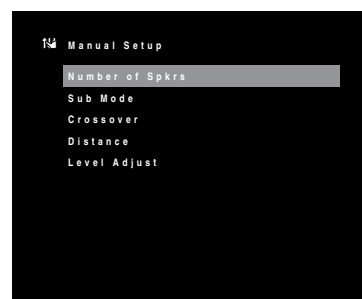 Manual Setup
Number of Spkrs
Sub Mode
Crossover
Distance
Level Adjust